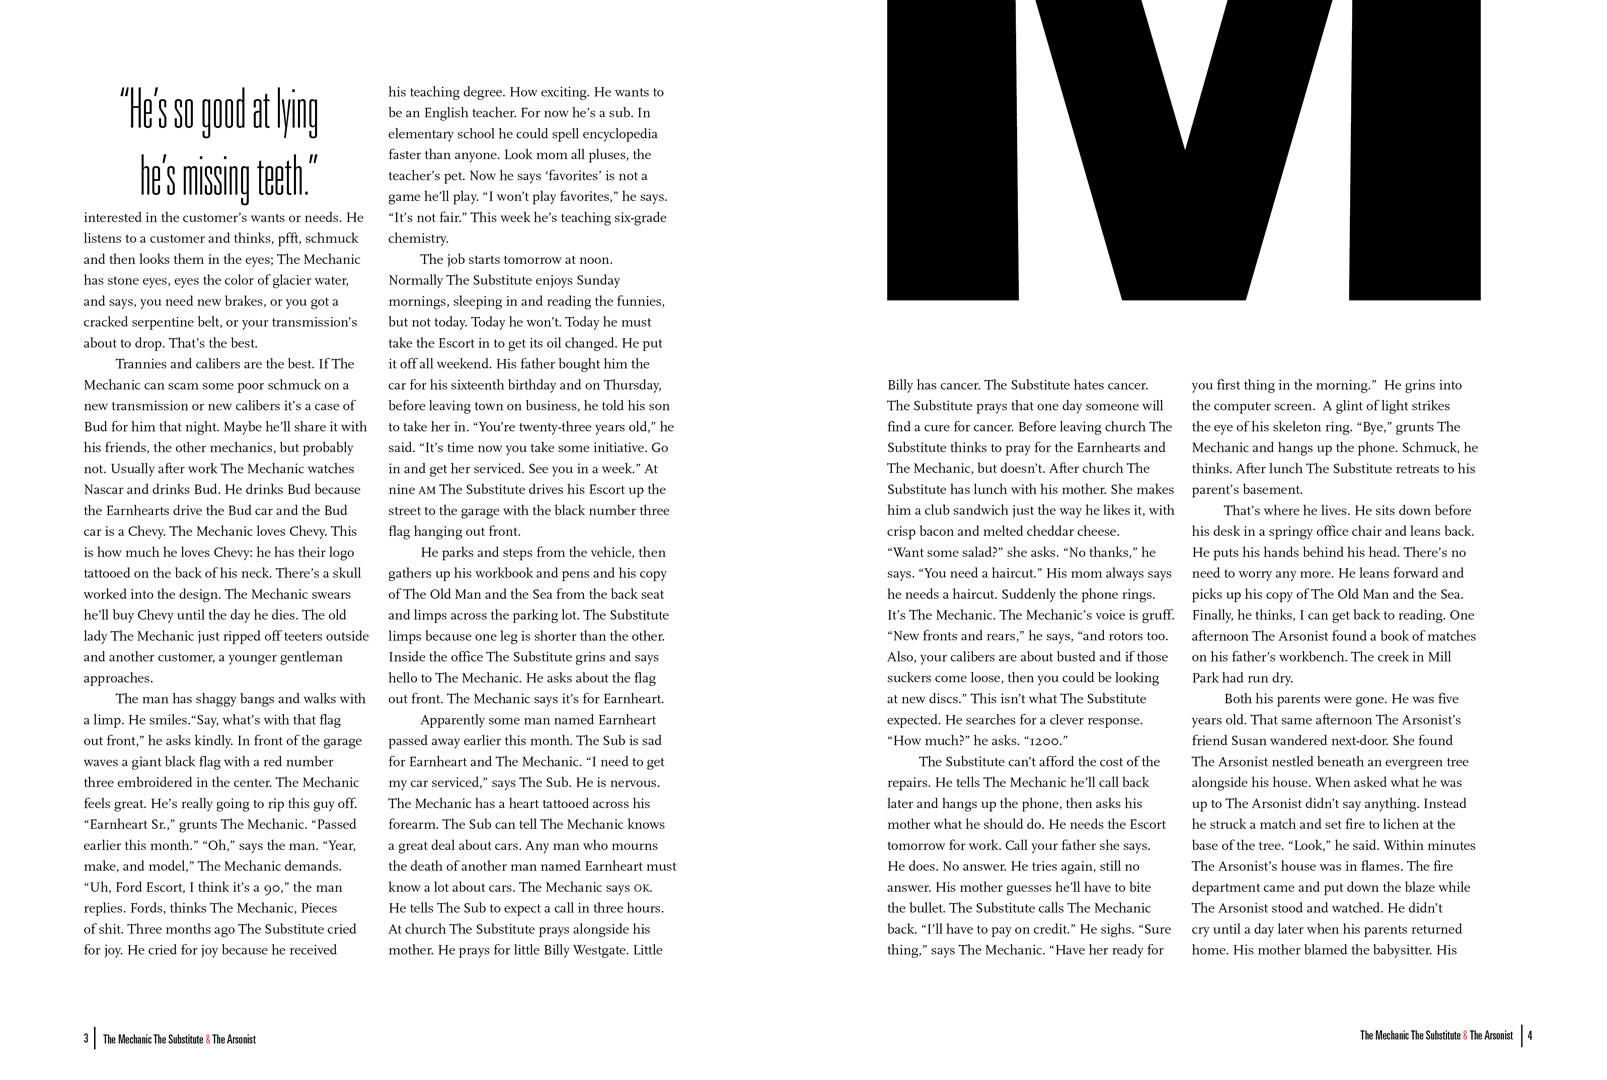 “He’s so good at lying
he’s missing teeth.”
interested in the customer’s wants or needs. He
listens to a customer and thinks, pfft, schmuck
and then looks them in the eyes; The Mechanic
has stone eyes, eyes the color of glacier water,
and says, you need new brakes, or you got a
cracked serpentine belt, or your transmission’s
about to drop. That’s the best.
Trannies and calibers are the best. If The
Mechanic can scam some poor schmuck on a
new transmission or new calibers it’s a case of
Bud for him that night. Maybe he’ll share it with
his friends, the other mechanics, but probably
not. Usually after work The Mechanic watches
Nascar and drinks Bud. He drinks Bud because
the Earnhearts drive the Bud car and the Bud
car is a Chevy. The Mechanic loves Chevy. This
is how much he loves Chevy: he has their logo
tattooed on the back of his neck. There’s a skull
worked into the design. The Mechanic swears
he’ll buy Chevy until the day he dies. The old
lady The Mechanic just ripped off teeters outside
and another customer, a younger gentleman
approaches.
The man has shaggy bangs and walks with
a limp. He smiles.“Say, what’s with that flag
out front,” he asks kindly. In front of the garage
waves a giant black flag with a red number
three embroidered in the center. The Mechanic
feels great. He’s really going to rip this guy off.
“Earnheart Sr.,” grunts The Mechanic. “Passed
earlier this month.” “Oh,” says the man. “Year,
make, and model,” The Mechanic demands.
“Uh, Ford Escort, I think it’s a 90,” the man
replies. Fords, thinks The Mechanic, Pieces
of shit. Three months ago The Substitute cried
for joy. He cried for joy because he received
his teaching degree. How exciting. He wants to
be an English teacher. For now he’s a sub. In
elementary school he could spell encyclopedia
faster than anyone. Look mom all pluses, the
teacher’s pet. Now he says ‘favorites’ is not a
game he’ll play. “I won’t play favorites,” he says.
“It’s not fair.” This week he’s teaching six-grade
chemistry.
The job starts tomorrow at noon.
Normally The Substitute enjoys Sunday
mornings, sleeping in and reading the funnies,
but not today. Today he won’t. Today he must
take the Escort in to get its oil changed. He put
it off all weekend. His father bought him the
car for his sixteenth birthday and on Thursday,
before leaving town on business, he told his son
to take her in. “You’re twenty-three years old,” he
said. “It’s time now you take some initiative. Go
in and get her serviced. See you in a week.” At
nine AM The Substitute drives his Escort up the
street to the garage with the black number three
flag hanging out front.
He parks and steps from the vehicle, then
gathers up his workbook and pens and his copy
of The Old Man and the Sea from the back seat
and limps across the parking lot. The Substitute
limps because one leg is shorter than the other.
Inside the office The Substitute grins and says
hello to The Mechanic. He asks about the flag
out front. The Mechanic says it’s for Earnheart.
Apparently some man named Earnheart
passed away earlier this month. The Sub is sad
for Earnheart and The Mechanic. “I need to get
my car serviced,” says The Sub. He is nervous.
The Mechanic has a heart tattooed across his
forearm. The Sub can tell The Mechanic knows
a great deal about cars. Any man who mourns
the death of another man named Earnheart must
know a lot about cars. The Mechanic says OK.
He tells The Sub to expect a call in three hours.
At church The Substitute prays alongside his
mother. He prays for little Billy Westgate. Little
3 | The Mechanic The Substitute & The Arsonist
M
Billy has cancer. The Substitute hates cancer.
The Substitute prays that one day someone will
find a cure for cancer. Before leaving church The
Substitute thinks to pray for the Earnhearts and
The Mechanic, but doesn’t. After church The
Substitute has lunch with his mother. She makes
him a club sandwich just the way he likes it, with
crisp bacon and melted cheddar cheese.
“Want some salad?” she asks. “No thanks,” he
says. “You need a haircut.” His mom always says
he needs a haircut. Suddenly the phone rings.
It’s The Mechanic. The Mechanic’s voice is gruff.
“New fronts and rears,” he says, “and rotors too.
Also, your calibers are about busted and if those
suckers come loose, then you could be looking
at new discs.” This isn’t what The Substitute
expected. He searches for a clever response.
“How much?” he asks. “1200.”
The Substitute can’t afford the cost of the
repairs. He tells The Mechanic he’ll call back
later and hangs up the phone, then asks his
mother what he should do. He needs the Escort
tomorrow for work. Call your father she says.
He does. No answer. He tries again, still no
answer. His mother guesses he’ll have to bite
the bullet. The Substitute calls The Mechanic
back. “I’ll have to pay on credit.” He sighs. “Sure
thing,” says The Mechanic. “Have her ready for
you first thing in the morning.” He grins into
the computer screen. A glint of light strikes
the eye of his skeleton ring. “Bye,” grunts The
Mechanic and hangs up the phone. Schmuck, he
thinks. After lunch The Substitute retreats to his
parent’s basement.
That’s where he lives. He sits down before
his desk in a springy office chair and leans back.
He puts his hands behind his head. There’s no
need to worry any more. He leans forward and
picks up his copy of The Old Man and the Sea.
Finally, he thinks, I can get back to reading. One
afternoon The Arsonist found a book of matches
on his father’s workbench. The creek in Mill
Park had run dry.
Both his parents were gone. He was five
years old. That same afternoon The Arsonist’s
friend Susan wandered next-door. She found
The Arsonist nestled beneath an evergreen tree
alongside his house. When asked what he was
up to The Arsonist didn’t say anything. Instead
he struck a match and set fire to lichen at the
base of the tree. “Look,” he said. Within minutes
The Arsonist’s house was in flames. The fire
department came and put down the blaze while
The Arsonist stood and watched. He didn’t
cry until a day later when his parents returned
home. His mother blamed the babysitter. His
The Mechanic The Substitute & The Arsonist | 4